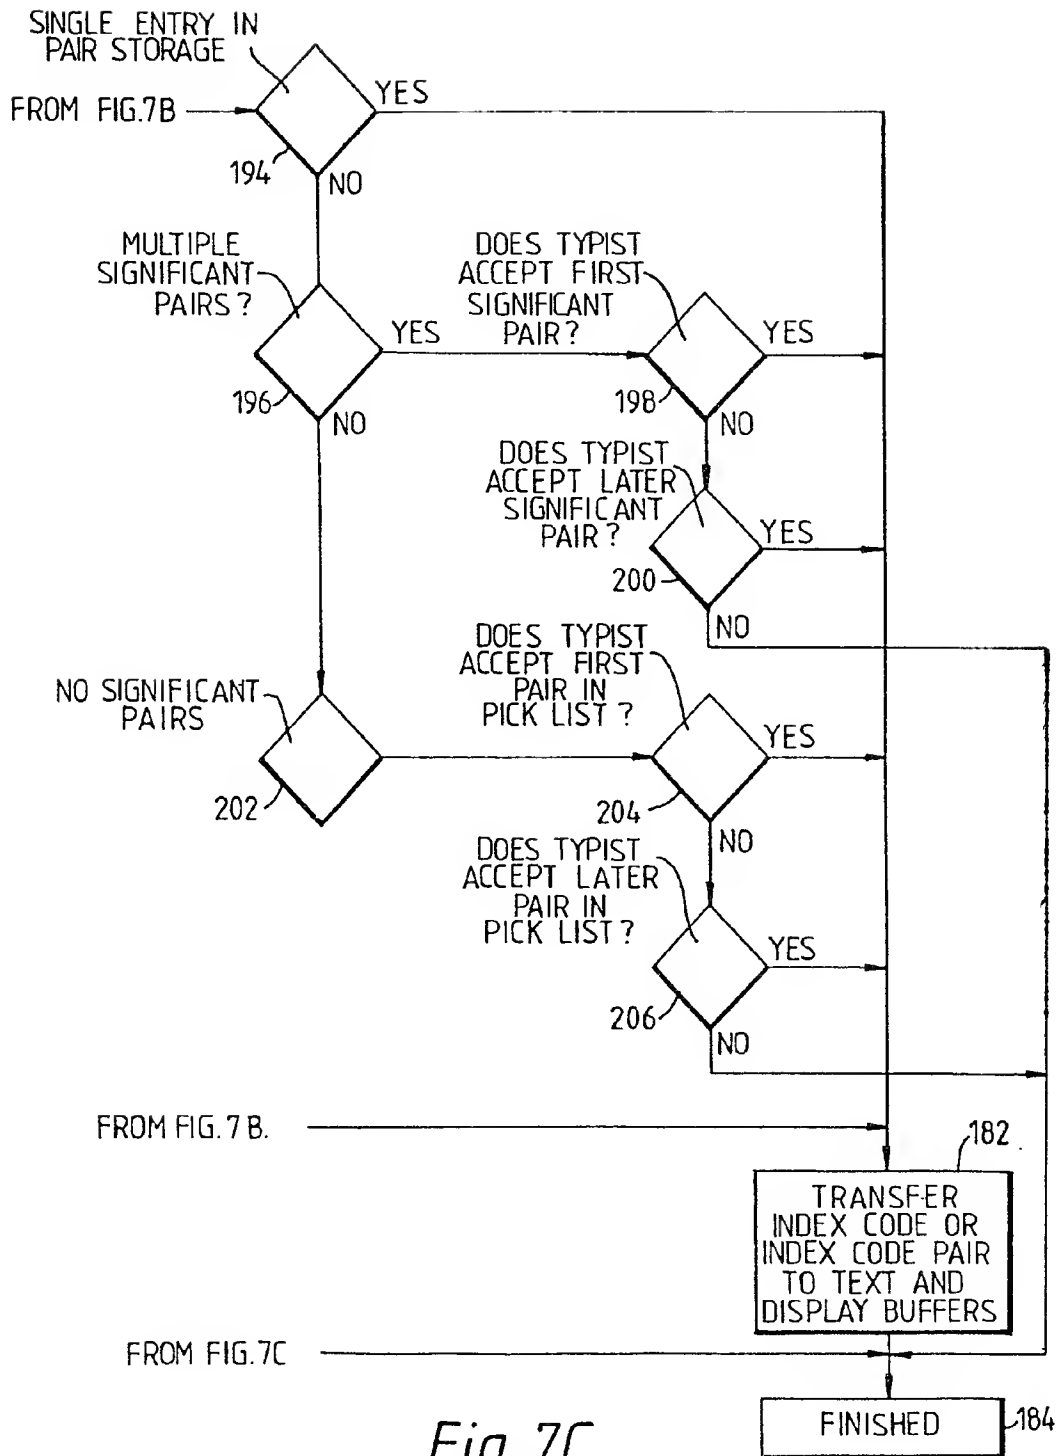 SINGLE ENTRY IN
PAIR STORAGE
YES
FROM FIG.7B
194
NO
MULTIPLE
SIGNIFICANT
PAIRS?
DOES TYPIST
ACCEPT FIRST
SIGNIFICANT
PAIR?
YES
YES
196
198
NO
NO
DOES TYPIST
ACCEPT LATER
SIGNIFICANT
PAIR?
YES
200
NO
DOES TYPIST
ACCEPT FIRST
PAIR IN
PICK LIST?
NO SIGNIFICANT
PAIRS
YES
202
204
NO
DOES TYPIST
ACCEPT LATER
PAIR IN
PICK LIST?
YES
206
NO
FROM FIG.7B.
182
TRANSFER
INDEX CODE OR
INDEX CODE PAIR
TO TEXT AND
DISPLAY BUFFERS
FROM FIG.7C
FINISHED
184
Fig. 7C